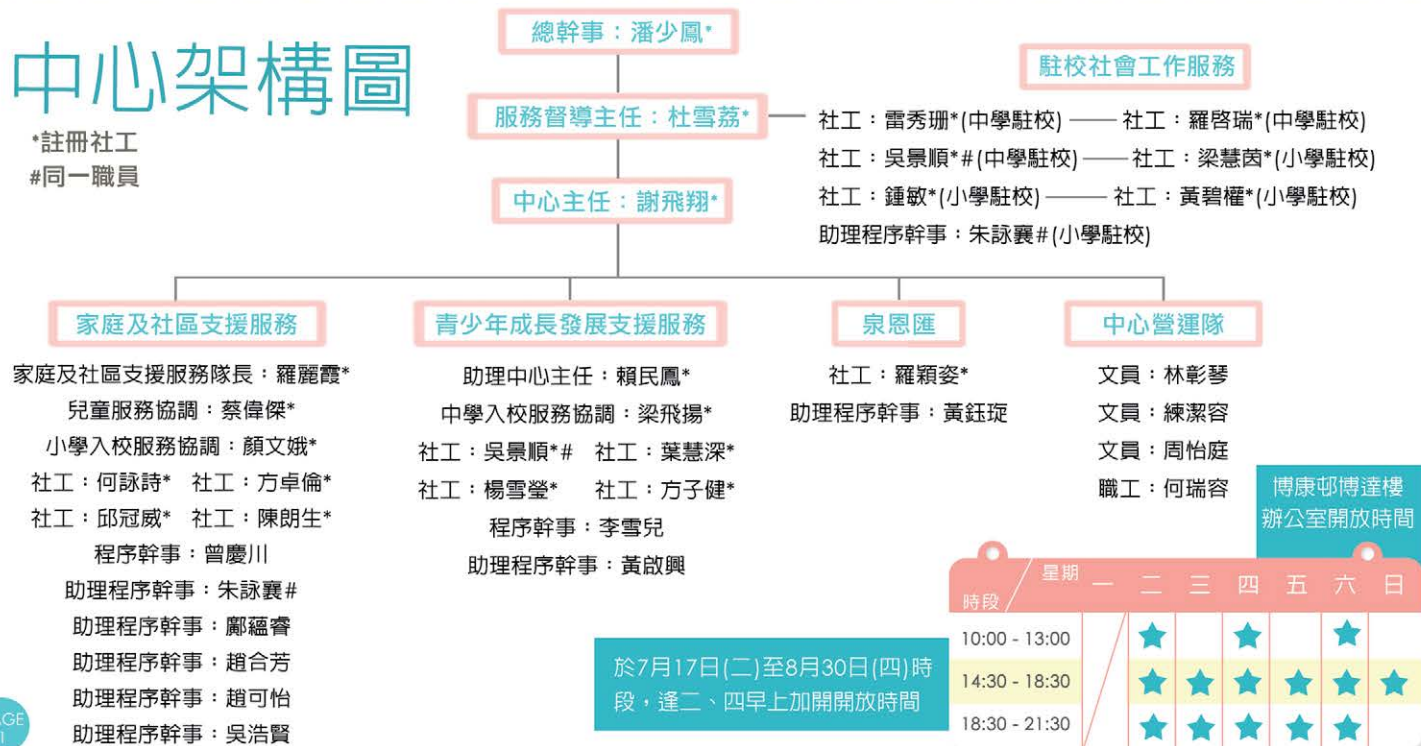 中心架構圖
*註冊社工
#同一職員
總幹事：潘少鳳*
服務督導主任：杜雪荔*
中心主任：謝飛翔*
駐校社會工作服務
社工：雷秀珊*(中學駐校) 社工：羅啓瑞*(中學駐校)
社工：吳景順*#(中學駐校) 社工：梁慧茵*(小學駐校)
社工：鍾敏*(小學駐校) 社工：黃碧權*(小學駐校)
助理程序幹事：朱詠襄#(小學駐校)
家庭及社區支援服務
家庭及社區支援服務隊長：羅麗霞*
兒童服務協調：蔡偉傑*
小學入校服務協調：顏文娥*
社工：何詠詩* 社工：方卓倫*
社工：邱冠威* 社工：陳朗生*
程序幹事：曾慶川
助理程序幹事：朱詠襄#
助理程序幹事：鄺蘊睿
助理程序幹事：趙合芳
助理程序幹事：趙可怡
助理程序幹事：吳浩賢
青少年成長發展支援服務
助理中心主任：賴民鳳*
中學入校服務協調：梁飛揚*
社工：吳景順*# 社工：葉慧深*
社工：楊雪瑩* 社工：方子健*
程序幹事：李雪兒
助理程序幹事：黃啟興
泉恩匯
社工：羅穎姿*
助理程序幹事：黃鈺琁
中心營運隊
文員：林彰琴
文員：練潔容
文員：周怡庭
職工：何瑞容
博康邨博達樓
辦公室開放時間
星期 一 二 三 四 五 六 日
時段
10:00 - 13:00 ★ ★ ★
14:30 - 18:30 ★ ★ ★ ★ ★ ★
18:30 - 21:30 ★ ★ ★ ★ ★
於7月17日(二)至8月30日(四)時
段，逢二、四早上加開開放時間